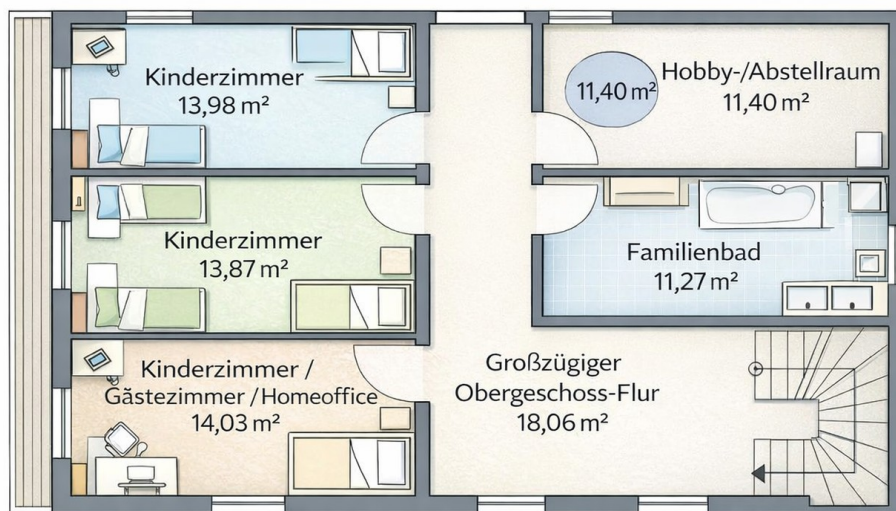 Kinderzimmer
13,98 m²
11,40 m²
Hobby-/Abstellraum
11,40 m²
Kinderzimmer
13,87 m²
Familienbad
11,27 m²
Kinderzimmer /
Gästezimmer / Homeoffice
14,03 m²
Großzügiger
Obergeschoss-Flur
18,06 m²